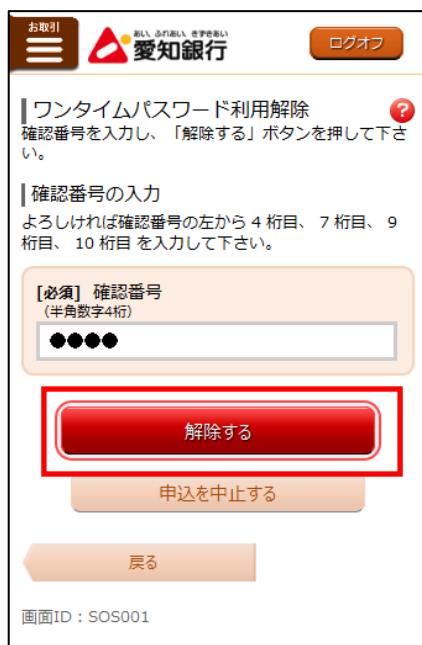 お取引
あい、ふれあい、きずきあい
愛知銀行
ログオフ
ワンタイムパスワード利用解除
?
確認番号を入力し、「解除する」ボタンを押して下さ
い。
確認番号の入力
よろしければ確認番号の左から 4 桁目、 7 桁目、 9
桁目、 10 桁目 を入力して下さい。
[必須] 確認番号
(半角数字4桁)
●●●●
解除する
申込を中止する
戻る
画面ID：SOS001